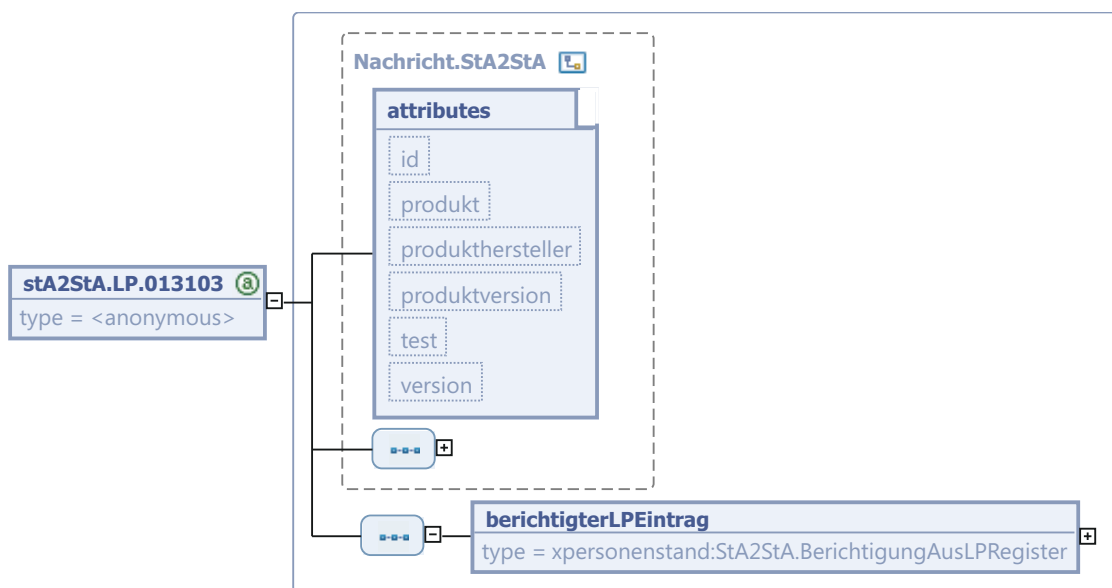 Nachricht.StA2StA
attributes
id
produkt
produkthersteller
produktversion
test
version
stA2StA.LP.013103 a
type = <anonymous>
berichtigterLPEintrag
type = xpersonenstand:StA2StA.BerichtigungAusLPRegister